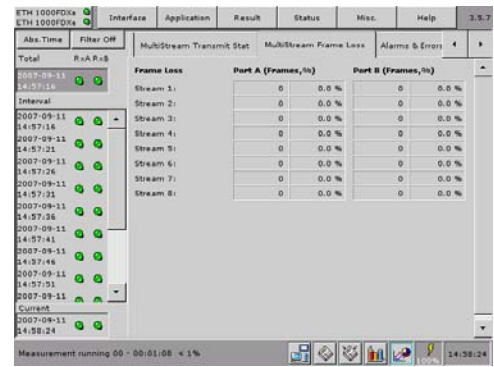 ETH 1000FDXa
ETH 1000FDXa
Interface Application Result Status Misc. Help 3.5.7
Abs.Time Filter Off
MultiStream Transmit Stat MultiStream Frame Loss Alarms & Errors
Total RxA RxB
2007-09-11
14:57:16
Interval
2007-09-11
14:57:16
2007-09-11
14:57:21
2007-09-11
14:57:26
2007-09-11
14:57:31
2007-09-11
14:57:36
2007-09-11
14:57:41
2007-09-11
14:57:46
2007-09-11
14:57:51
2007-09-11
Current
2007-09-11
14:58:24
Frame Loss Port A (Frames,%) Port B (Frames,%)
Stream 1: 0 0.0 % 0 0.0 %
Stream 2: 0 0.0 % 0 0.0 %
Stream 3: 0 0.0 % 0 0.0 %
Stream 4: 0 0.0 % 0 0.0 %
Stream 5: 0 0.0 % 0 0.0 %
Stream 6: 0 0.0 % 0 0.0 %
Stream 7: 0 0.0 % 0 0.0 %
Stream 8: 0 0.0 % 0 0.0 %
Measurement running 00 - 00:01:08 < 1%
100%
14:58:24